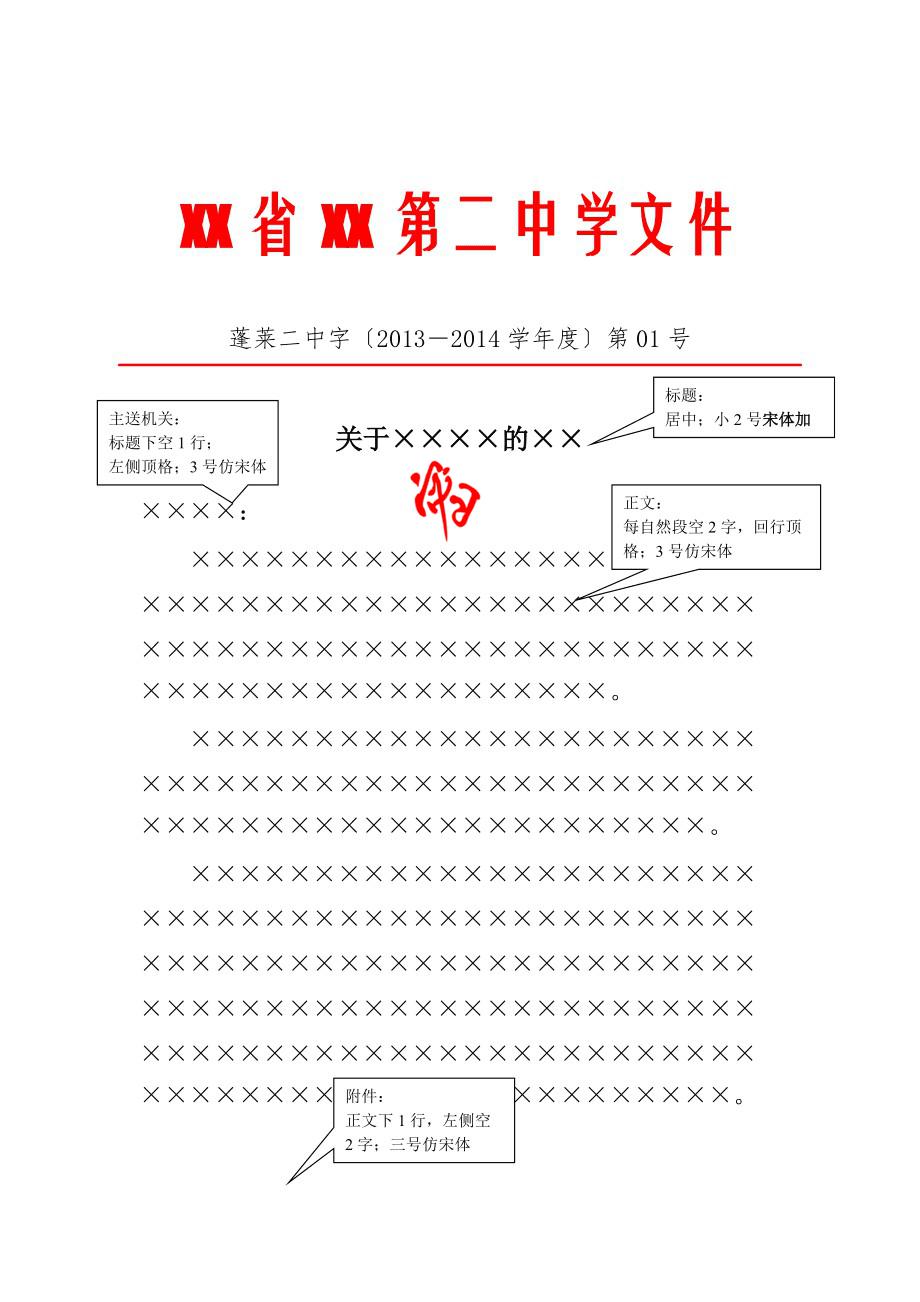 XX省XX第二中学文件
蓬莱二中字〔2013－2014学年度〕第01号
标题：
居中；小2号宋体加
主送机关：
标题下空1行；
左侧顶格；3号仿宋体
关于××××的××
××××：
正文：
每自然段空2字，回行顶
格；3号仿宋体
×××××××××××××××××
×××××××××××××××××××××××××
×××××××××××××××××××××××××
×××××××××××××××××××。
×××××××××××××××××××××××
×××××××××××××××××××××××××
×××××××××××××××××××××××。
×××××××××××××××××××××××
×××××××××××××××××××××××××
×××××××××××××××××××××××××
×××××××××××××××××××××××××
×××××××××××××××××××××××××
×××××××× ×××××××××。
附件：
正文下1行，左侧空
2字；三号仿宋体